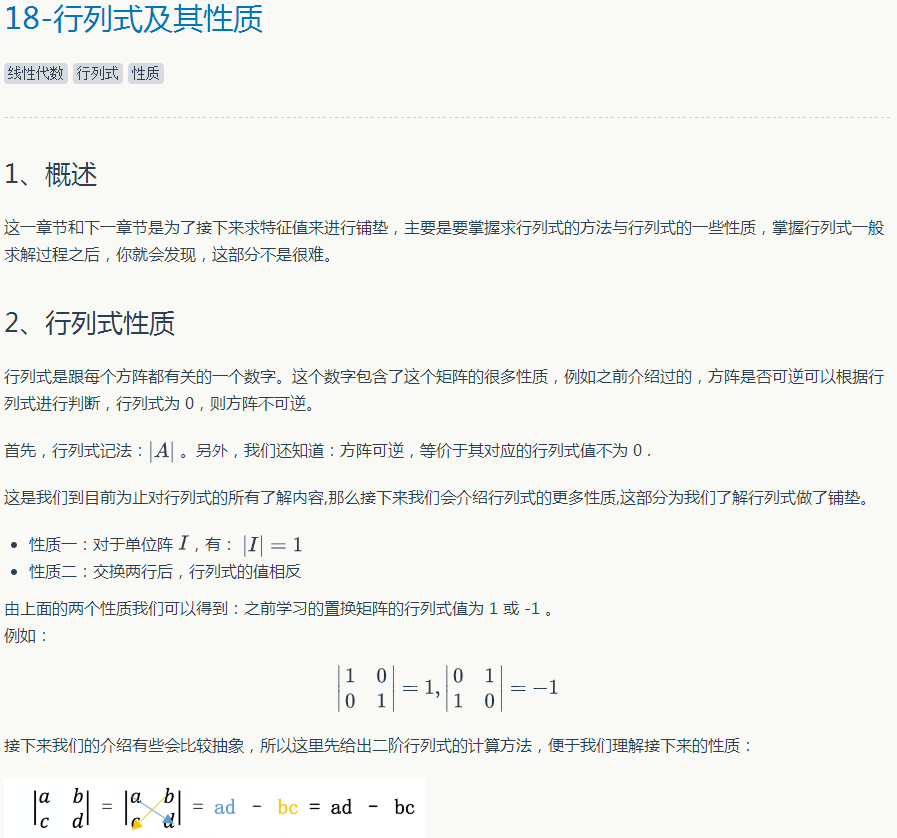 18-行列式及其性质
线性代数 行列式 性质
1、概述
这一章节和下一章节是为了接下来求特征值来进行铺垫，主要是要掌握求行列式的方法与行列式的一些性质，掌握行列式一般
求解过程之后，你就会发现，这部分不是很难。
2、行列式性质
行列式是跟每个方阵都有关的一个数字。这个数字包含了这个矩阵的很多性质，例如之前介绍过的，方阵是否可逆可以根据行
列式进行判断，行列式为 0，则方阵不可逆。
首先，行列式记法：|A| 。另外，我们还知道：方阵可逆，等价于其对应的行列式值不为 0 .
这是我们到目前为止对行列式的所有了解内容,那么接下来我们会介绍行列式的更多性质,这部分为我们了解行列式做了铺垫。
• 性质一：对于单位阵 I，有： |I| = 1
• 性质二：交换两行后，行列式的值相反
由上面的两个性质我们可以得到：之前学习的置换矩阵的行列式值为 1 或 -1 。
例如：
|1 0| |0 1|
|0 1| = 1, |1 0| = −1
接下来我们的介绍有些会比较抽象，所以这里先给出二阶行列式的计算方法，便于我们理解接下来的性质：
|a b| = |a b| = ad - bc = ad - bc
|c d| |c d|